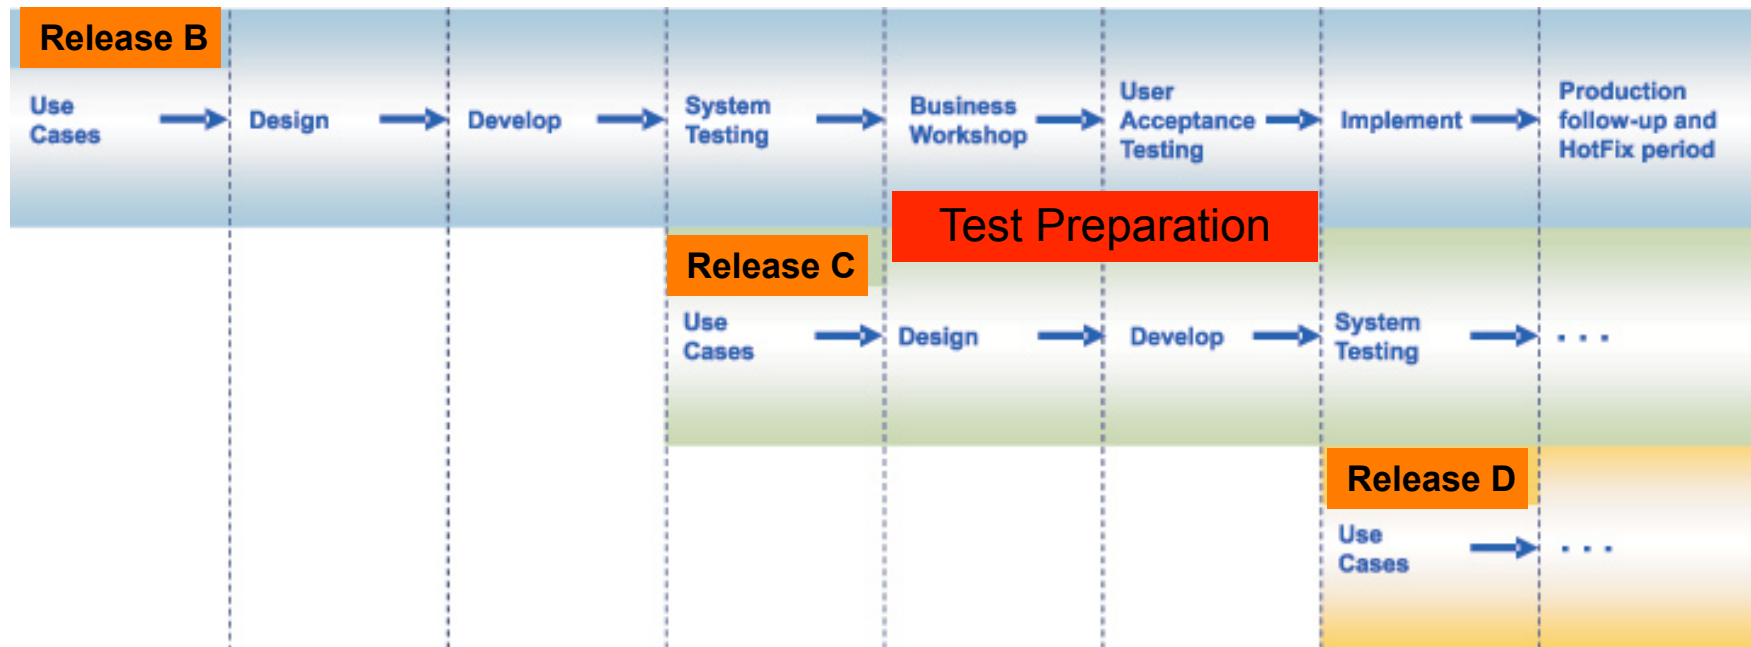 Release B
Use
Cases
Design
Develop
System
Testing
Business
Workshop
User
Acceptance
Testing
Implement
Production
follow-up and
HotFix period
Test Preparation
Release C
Use
Cases
Design
Develop
System
Testing
. . .
Release D
Use
Cases
. . .